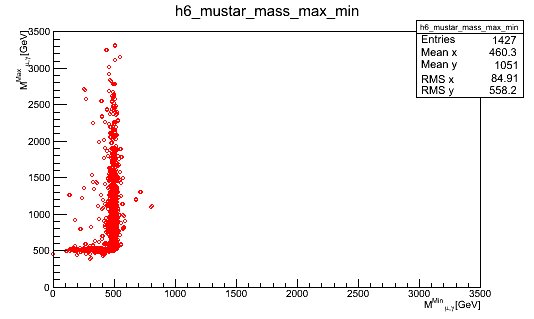 h6_mustar_mass_max_min
h6_mustar_mass_max_min
Entries 1427
Mean x 460.3
Mean y 1051
RMS x 84.91
RMS y 558.2
M^Max_μ,γ[GeV]
3500
3000
2500
2000
1500
1000
500
0
0 500 1000 1500 2000 2500 3000 3500
M^Min_μ,γ[GeV]